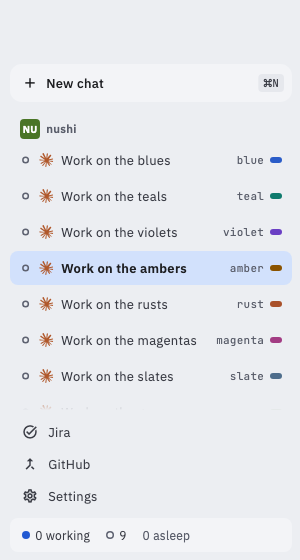 New chat ⌘N
NU nushi
Work on the blues blue
Work on the teals teal
Work on the violets violet
Work on the ambers amber
Work on the rusts rust
Work on the magentas magenta
Work on the slates slate
Jira
GitHub
Settings
0 working 9 0 asleep